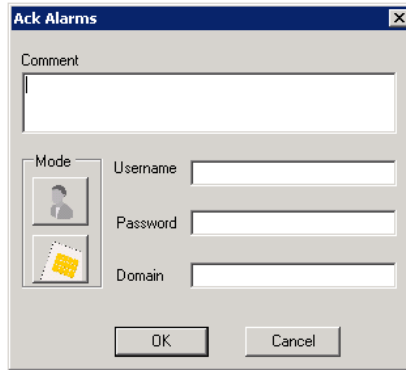 Ack Alarms
Comment
Mode
Username
Password
Domain
OK Cancel